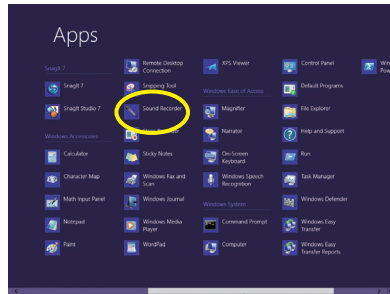 Apps
Snagit 7
Snagit 7
Snagit Studio 7
Windows Accessories
Calculator
Character Map
Math Input Panel
Notepad
Paint
Remote Desktop
Connection
Snipping Tool
Sound Recorder
Sticky Notes
Windows Fax and
Scan
Windows Journal
Windows Media
Player
WordPad
XPS Viewer
Windows Ease of Access
Magnifier
Narrator
On-Screen
Keyboard
Windows Speech
Recognition
Windows System
Command Prompt
Computer
Control Panel
Default Programs
File Explorer
Help and Support
Run
Task Manager
Windows Defender
Windows Easy
Transfer
Windows Easy
Transfer Reports
Win
Pow